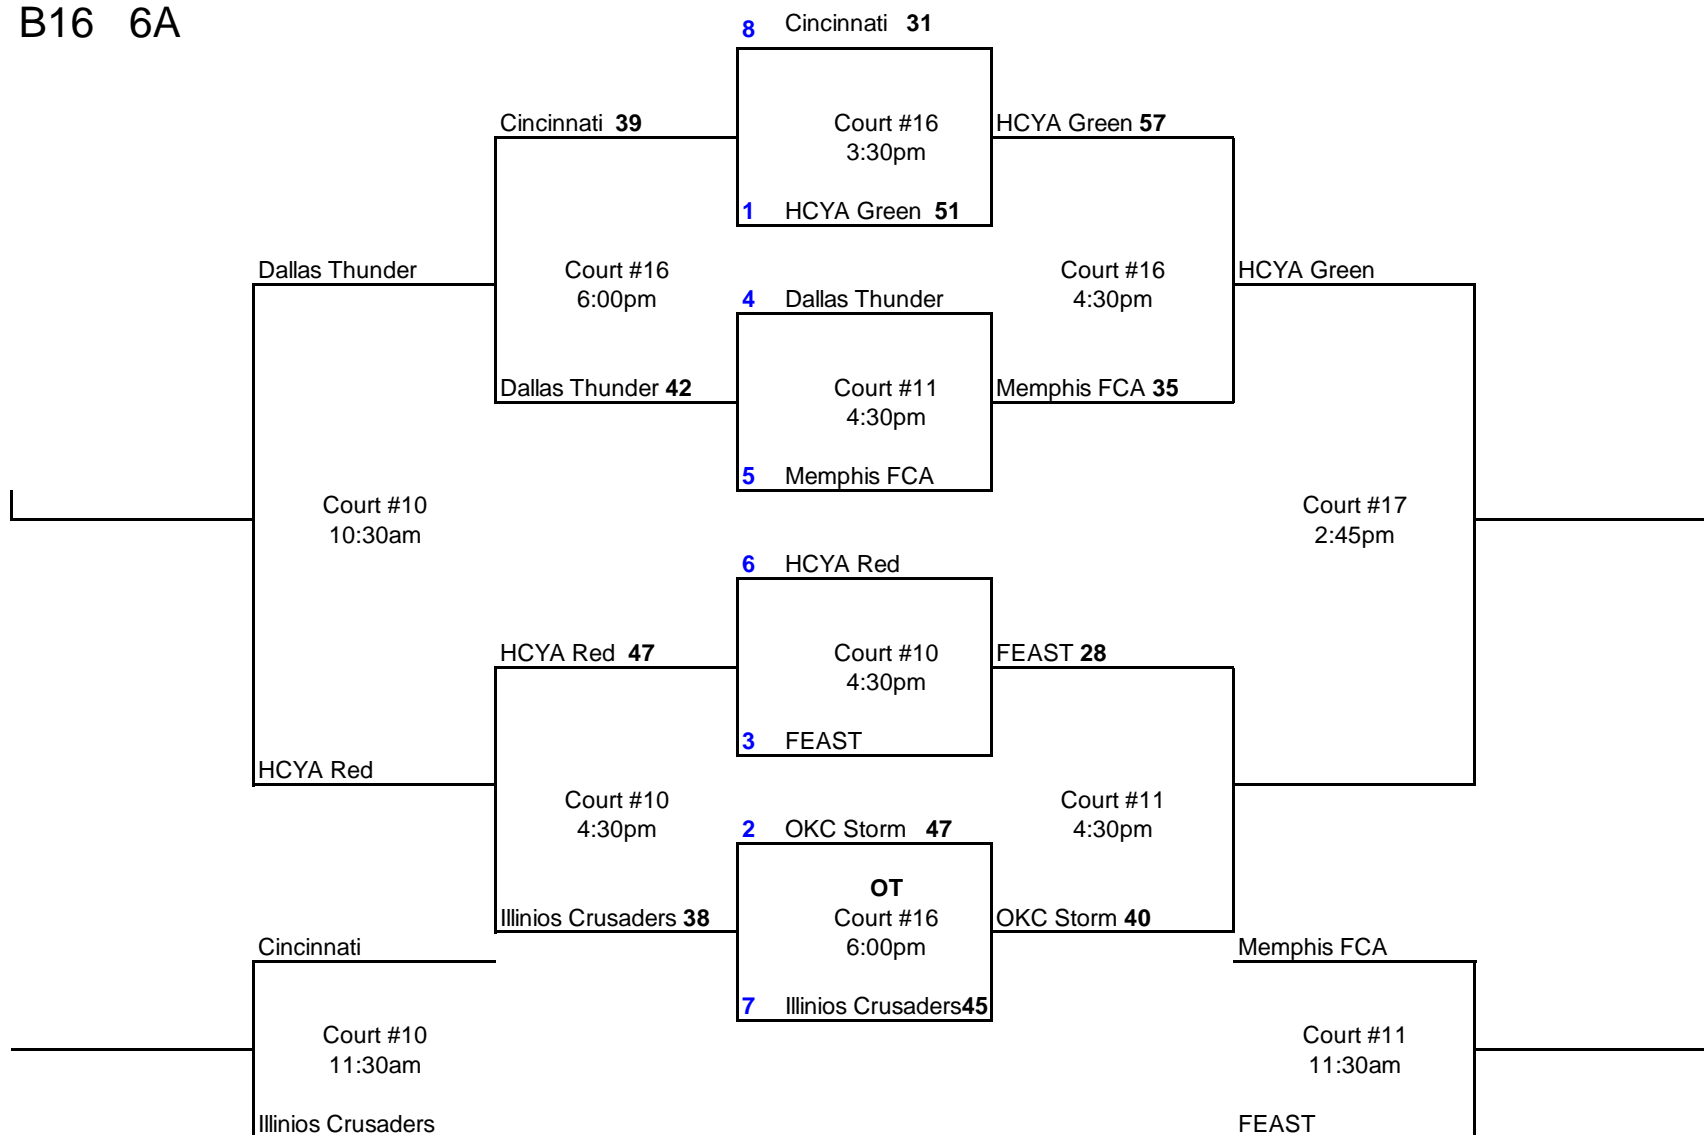 B16 6A
8 Cincinnati 31
Cincinnati 39
Court #16
3:30pm
HCYA Green 57
1 HCYA Green 51
Dallas Thunder
Court #16
6:00pm
4 Dallas Thunder
Court #16
4:30pm
HCYA Green
Dallas Thunder 42
Court #11
4:30pm
Memphis FCA 35
5 Memphis FCA
Court #10
10:30am
Court #17
2:45pm
6 HCYA Red
HCYA Red 47
Court #10
4:30pm
FEAST 28
3 FEAST
HCYA Red
Court #10
4:30pm
2 OKC Storm 47
Court #11
4:30pm
OT
Illinios Crusaders 38
Court #16
6:00pm
OKC Storm 40
Cincinnati
Memphis FCA
7 Illinios Crusaders45
Court #10
11:30am
Court #11
11:30am
Illinios Crusaders
FEAST